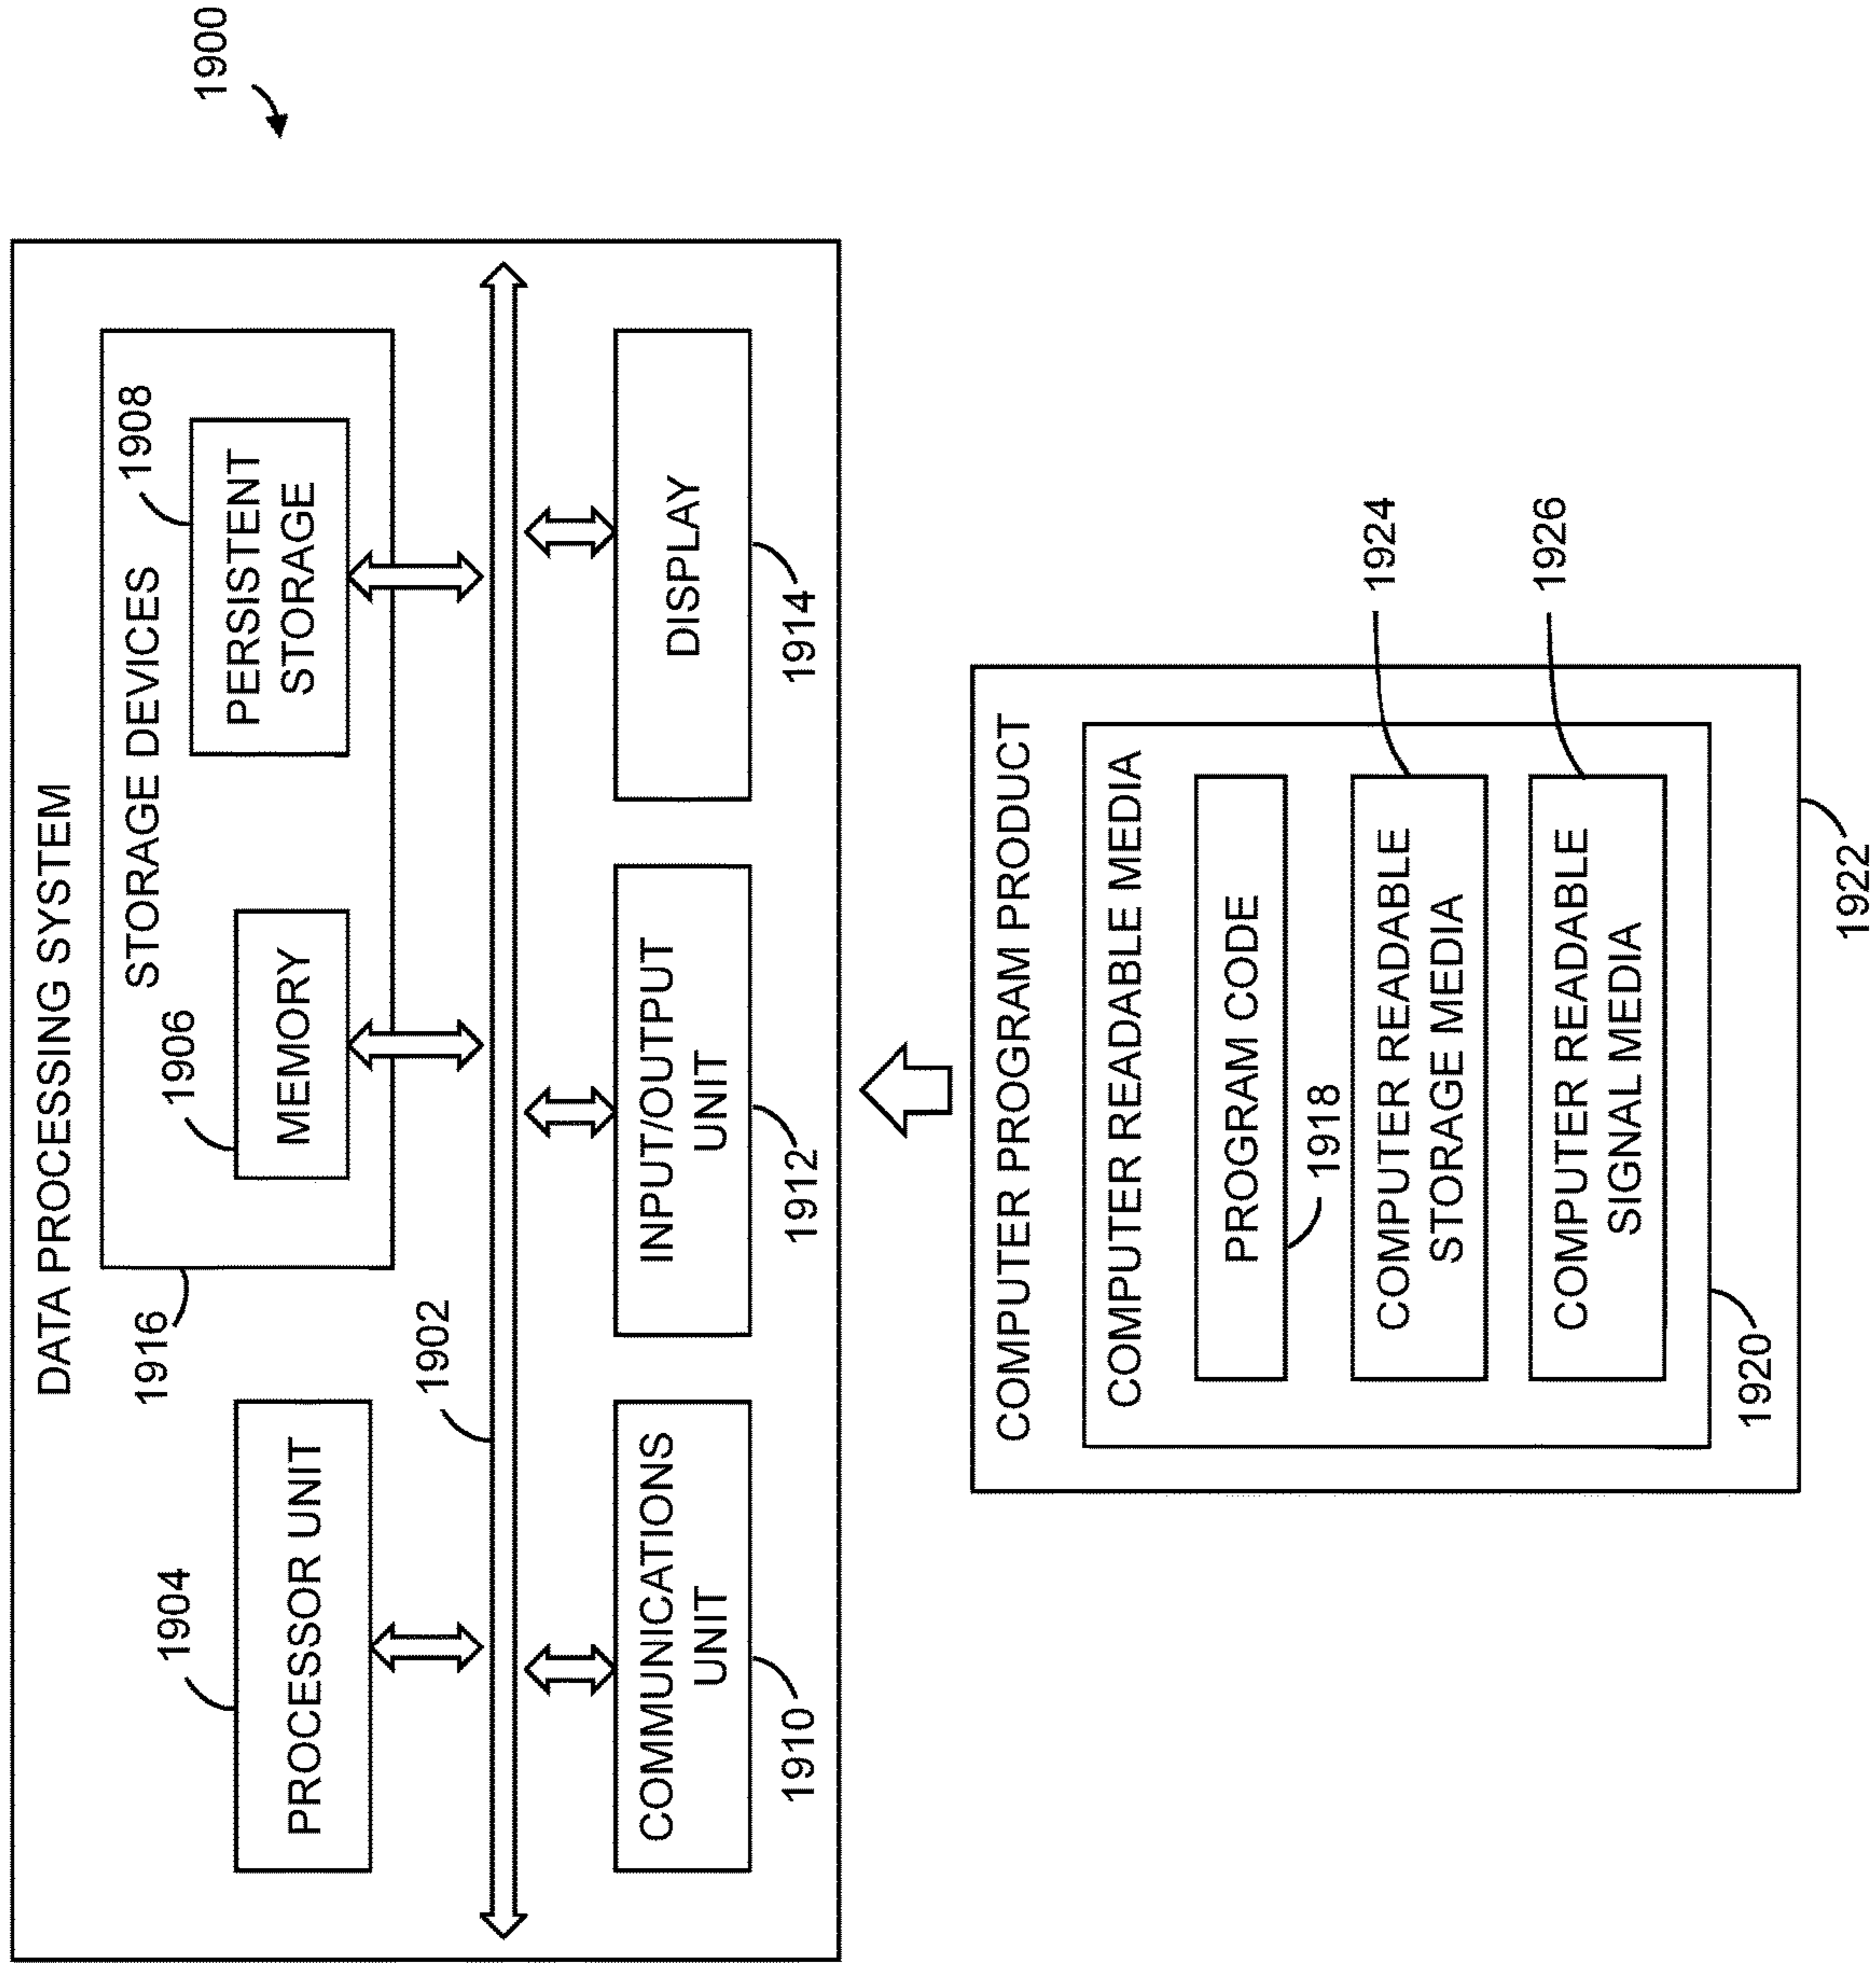 1900
DATA PROCESSING SYSTEM
1904
PROCESSOR UNIT
1916
STORAGE DEVICES
1906
MEMORY
1908
PERSISTENT
STORAGE
1902
COMMUNICATIONS
UNIT
1910
INPUT/OUTPUT
UNIT
1912
DISPLAY
1914
COMPUTER PROGRAM PRODUCT
COMPUTER READABLE MEDIA
PROGRAM CODE
1918
COMPUTER READABLE
STORAGE MEDIA
1924
COMPUTER READABLE
SIGNAL MEDIA
1926
1920
1922